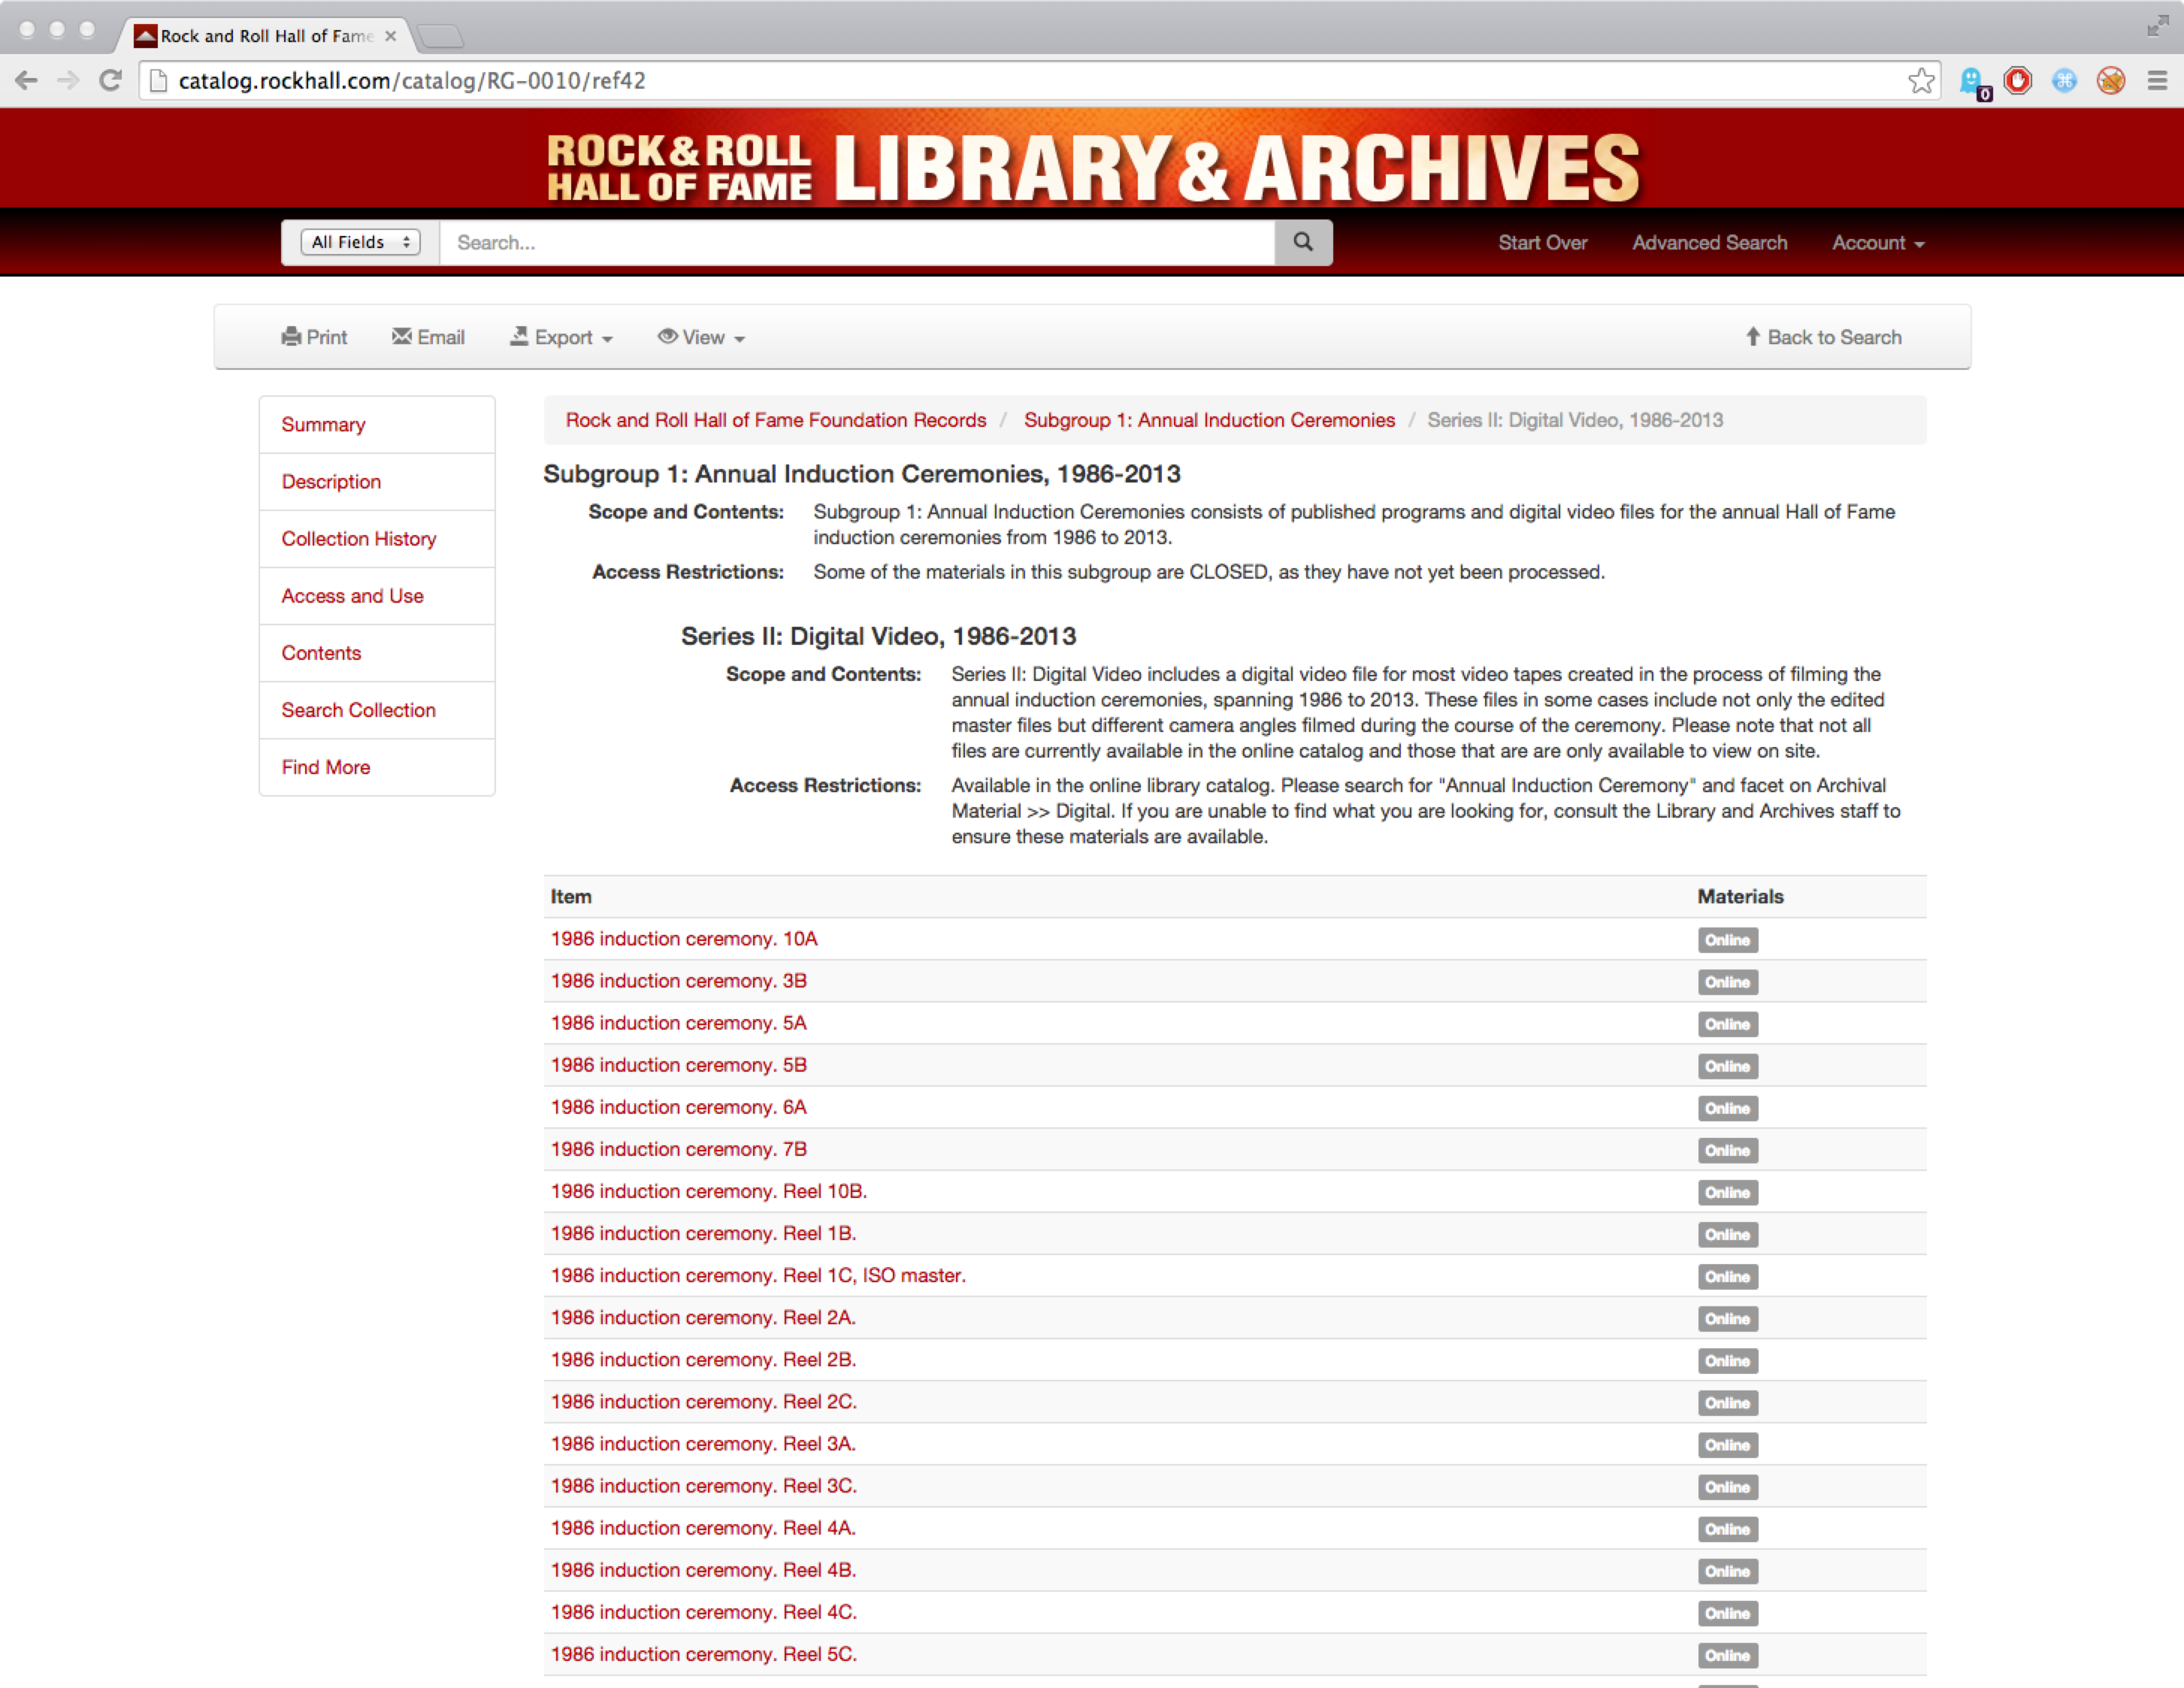 Rock and Roll Hall of Fame
catalog.rockhall.com/catalog/RG-0010/ref42
0
ROCK & ROLL
HALL OF FAME
LIBRARY & ARCHIVES
All Fields
Search...
Start Over
Advanced Search
Account
Print
Email
Export
View
Back to Search
Summary
Description
Collection History
Access and Use
Contents
Search Collection
Find More
Rock and Roll Hall of Fame Foundation Records / Subgroup 1: Annual Induction Ceremonies / Series II: Digital Video, 1986-2013
Subgroup 1: Annual Induction Ceremonies, 1986-2013
Scope and Contents: Subgroup 1: Annual Induction Ceremonies consists of published programs and digital video files for the annual Hall of Fame
induction ceremonies from 1986 to 2013.
Access Restrictions: Some of the materials in this subgroup are CLOSED, as they have not yet been processed.
Series II: Digital Video, 1986-2013
Scope and Contents: Series II: Digital Video includes a digital video file for most video tapes created in the process of filming the
annual induction ceremonies, spanning 1986 to 2013. These files in some cases include not only the edited
master files but different camera angles filmed during the course of the ceremony. Please note that not all
files are currently available in the online catalog and those that are are only available to view on site.
Access Restrictions: Available in the online library catalog. Please search for "Annual Induction Ceremony" and facet on Archival
Material >> Digital. If you are unable to find what you are looking for, consult the Library and Archives staff to
ensure these materials are available.
Item Materials
1986 induction ceremony. 10A Online
1986 induction ceremony. 3B Online
1986 induction ceremony. 5A Online
1986 induction ceremony. 5B Online
1986 induction ceremony. 6A Online
1986 induction ceremony. 7B Online
1986 induction ceremony. Reel 10B. Online
1986 induction ceremony. Reel 1B. Online
1986 induction ceremony. Reel 1C, ISO master. Online
1986 induction ceremony. Reel 2A. Online
1986 induction ceremony. Reel 2B. Online
1986 induction ceremony. Reel 2C. Online
1986 induction ceremony. Reel 3A. Online
1986 induction ceremony. Reel 3C. Online
1986 induction ceremony. Reel 4A. Online
1986 induction ceremony. Reel 4B. Online
1986 induction ceremony. Reel 4C. Online
1986 induction ceremony. Reel 5C. Online